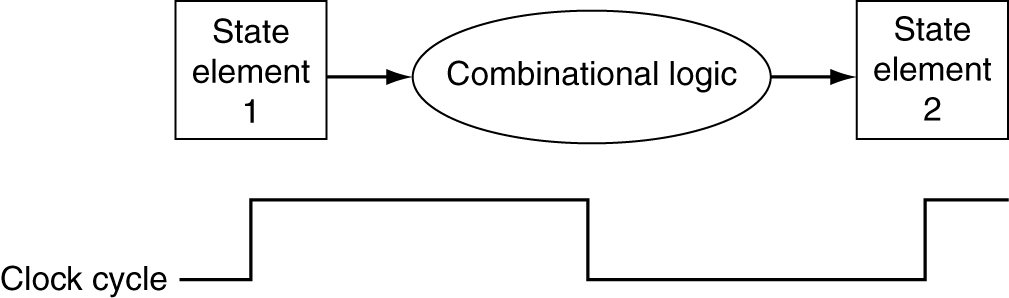 State
element
1
Combinational logic
State
element
2
Clock cycle